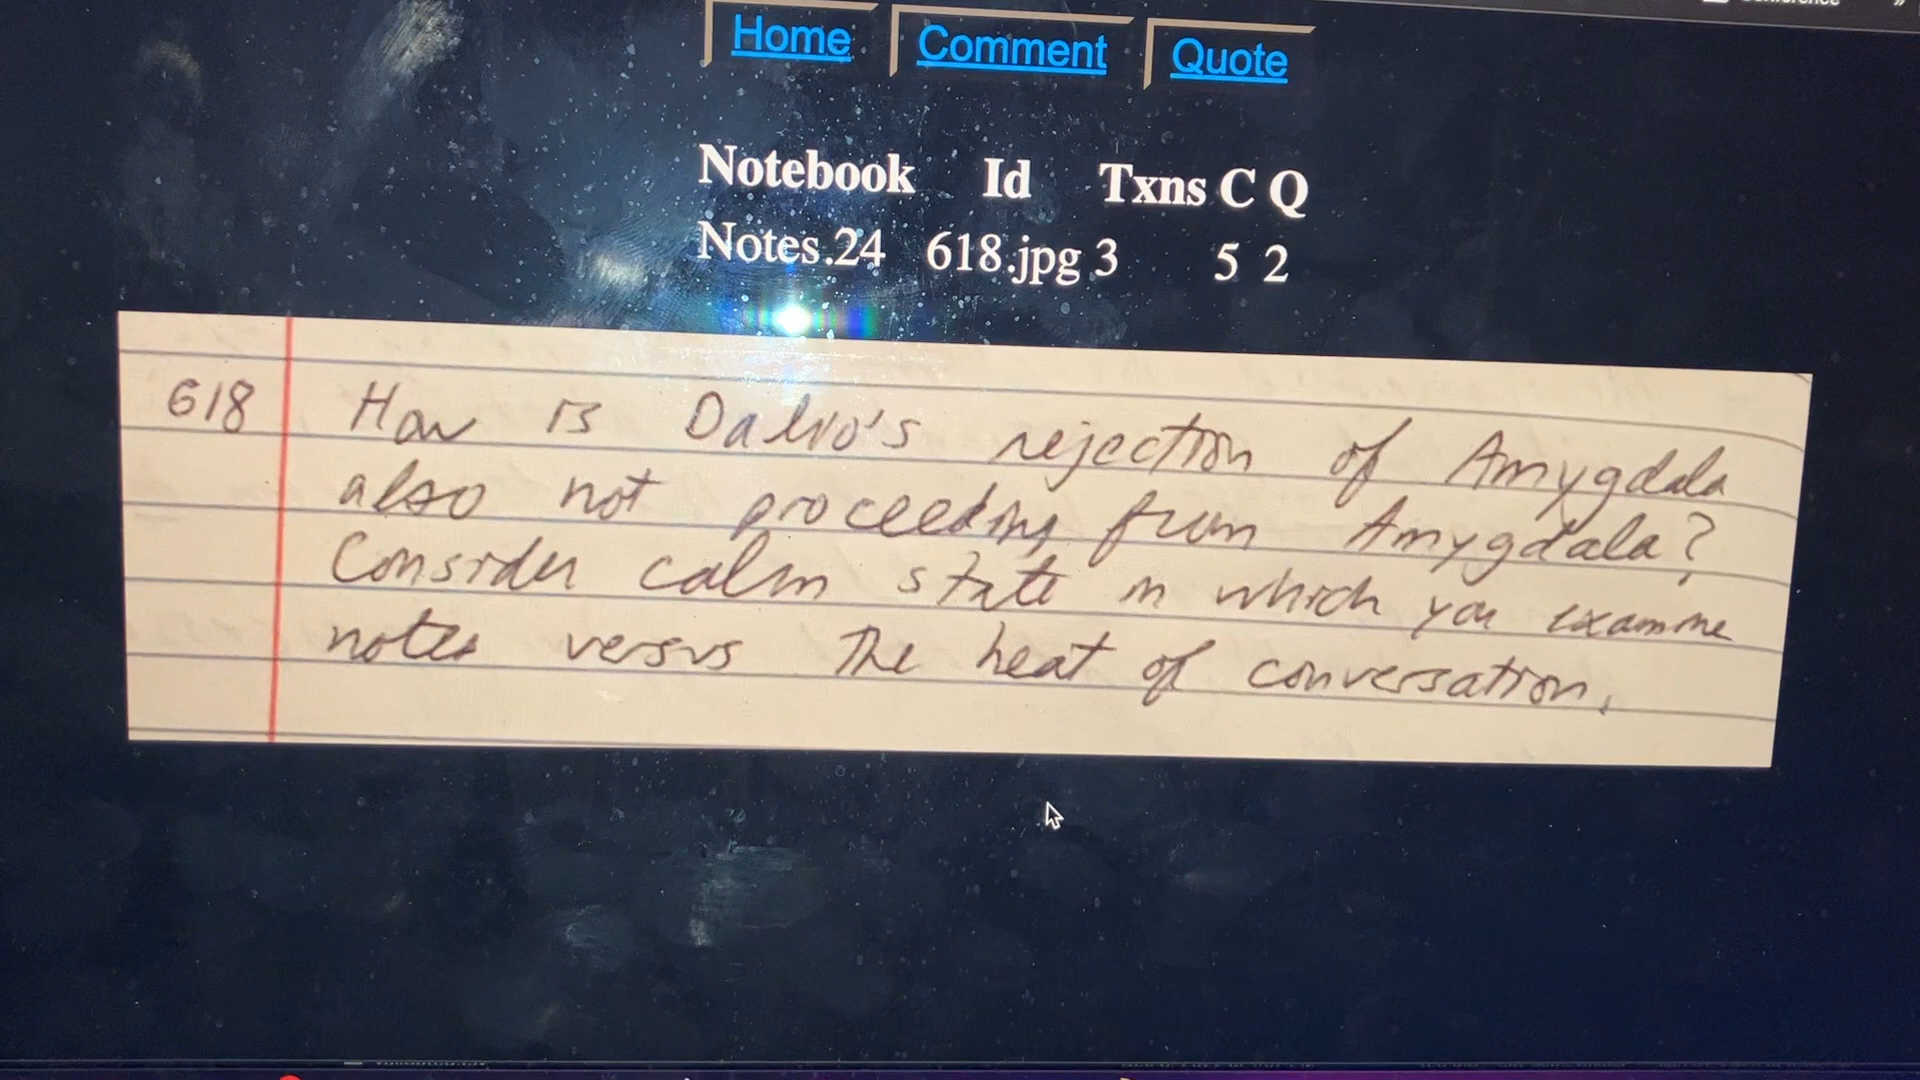 Home Comment Quote
Notebook Id Txns C Q
Notes.24 618.jpg 3 5 2
618 How is Dalio's rejection of Amygdala
also not proceeding from Amygdala?
Consider calm state in which you examine
notes versus the heat of conversation.